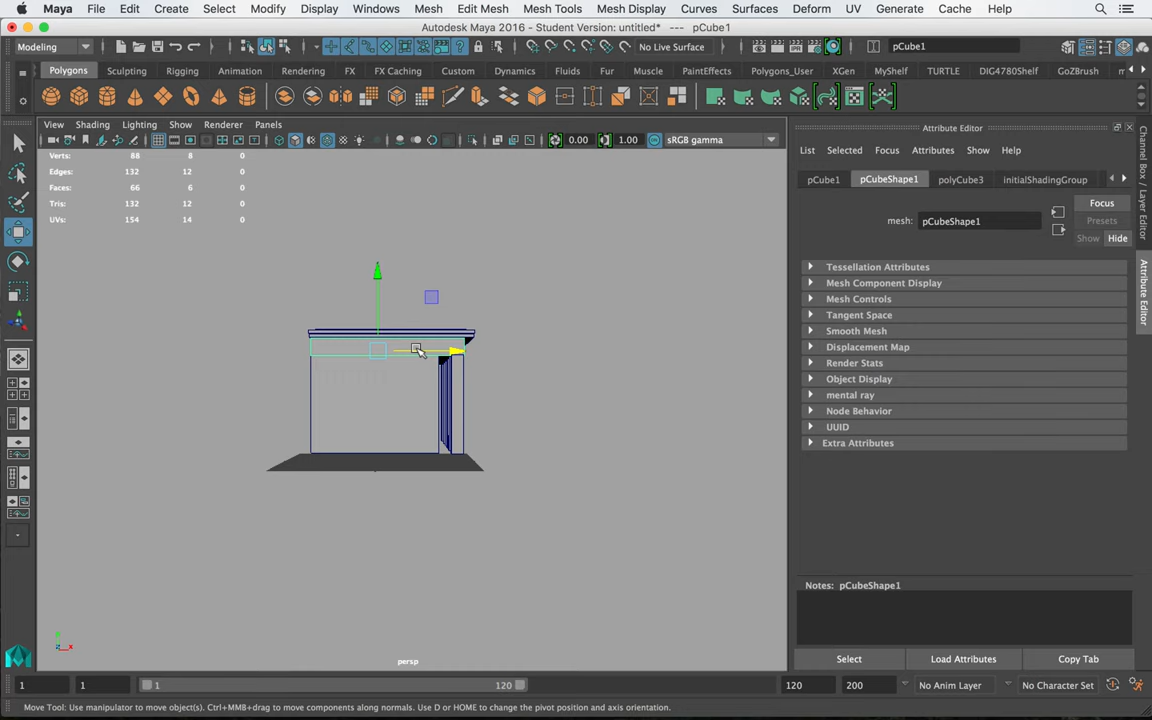 Maya File Edit Create Select Modify Display Windows Mesh Edit Mesh Mesh Tools Mesh Display Curves Surfaces Deform UV Generate Cache Help
Autodesk Maya 2016 - Student Version: untitled* --- pCube1
Modeling No Live Surface pCube1
Polygons Sculpting Rigging Animation Rendering FX FX Caching Custom Dynamics Fluids Fur Muscle PaintEffects Polygons_User XGen MyShelf TURTLE DIG4780Shelf GoZBrush
View Shading Lighting Show Renderer Panels
0.00 1.00 sRGB gamma
Verts: 88 8 0
Edges: 132 12 0
Faces: 66 6 0
Tris: 132 12 0
UVs: 154 14 0
persp
Attribute Editor
List Selected Focus Attributes Show Help
pCube1 pCubeShape1 polyCube3 initialShadingGroup
Focus
mesh: pCubeShape1 Presets
Show Hide
Tessellation Attributes
Mesh Component Display
Mesh Controls
Tangent Space
Smooth Mesh
Displacement Map
Render Stats
Object Display
mental ray
Node Behavior
UUID
Extra Attributes
Notes: pCubeShape1
Select Load Attributes Copy Tab
Channel Box / Layer Editor
Attribute Editor
1 1 1 120 120 200 No Anim Layer No Character Set
Move Tool: Use manipulator to move object(s). Ctrl+MMB+drag to move components along normals. Use D or HOME to change the pivot position and axis orientation.